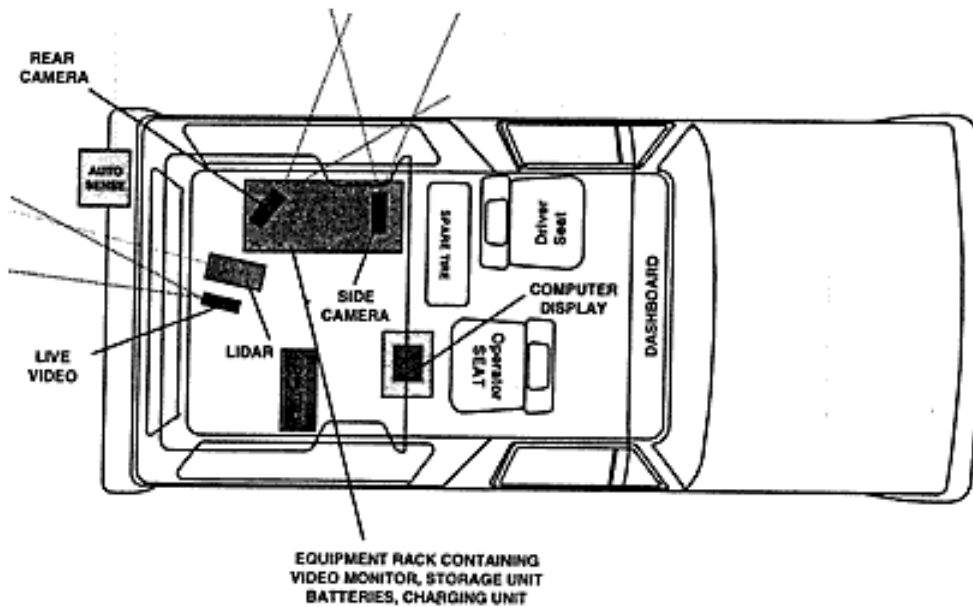 REAR
CAMERA
AUTO
SENSE
SPARE TIRE
Driver
Seat
SIDE
CAMERA
COMPUTER
DISPLAY
DASHBOARD
LIVE
VIDEO
LIDAR
Operator
SEAT
EQUIPMENT RACK CONTAINING
VIDEO MONITOR, STORAGE UNIT
BATTERIES, CHARGING UNIT